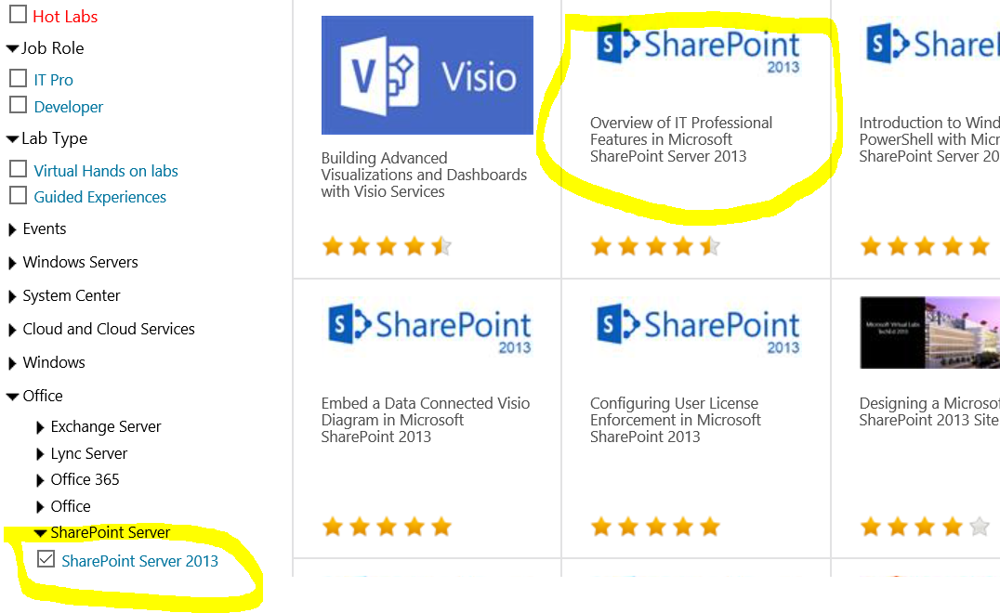 Hot Labs
Job Role
IT Pro
Developer
Lab Type
Virtual Hands on labs
Guided Experiences
Events
Windows Servers
System Center
Cloud and Cloud Services
Windows
Office
Exchange Server
Lync Server
Office 365
Office
SharePoint Server
SharePoint Server 2013
V
Visio
Building Advanced
Visualizations and Dashboards
with Visio Services
S
SharePoint
2013
Overview of IT Professional
Features in Microsoft
SharePoint Server 2013
S
Share
Introduction to Wind
PowerShell with Micr
SharePoint Server 20
S
SharePoint
2013
Embed a Data Connected Visio
Diagram in Microsoft
SharePoint 2013
S
SharePoint
2013
Configuring User License
Enforcement in Microsoft
SharePoint 2013
Microsoft Virtual Labs
TechEd 2013
Designing a Microsof
SharePoint 2013 Site